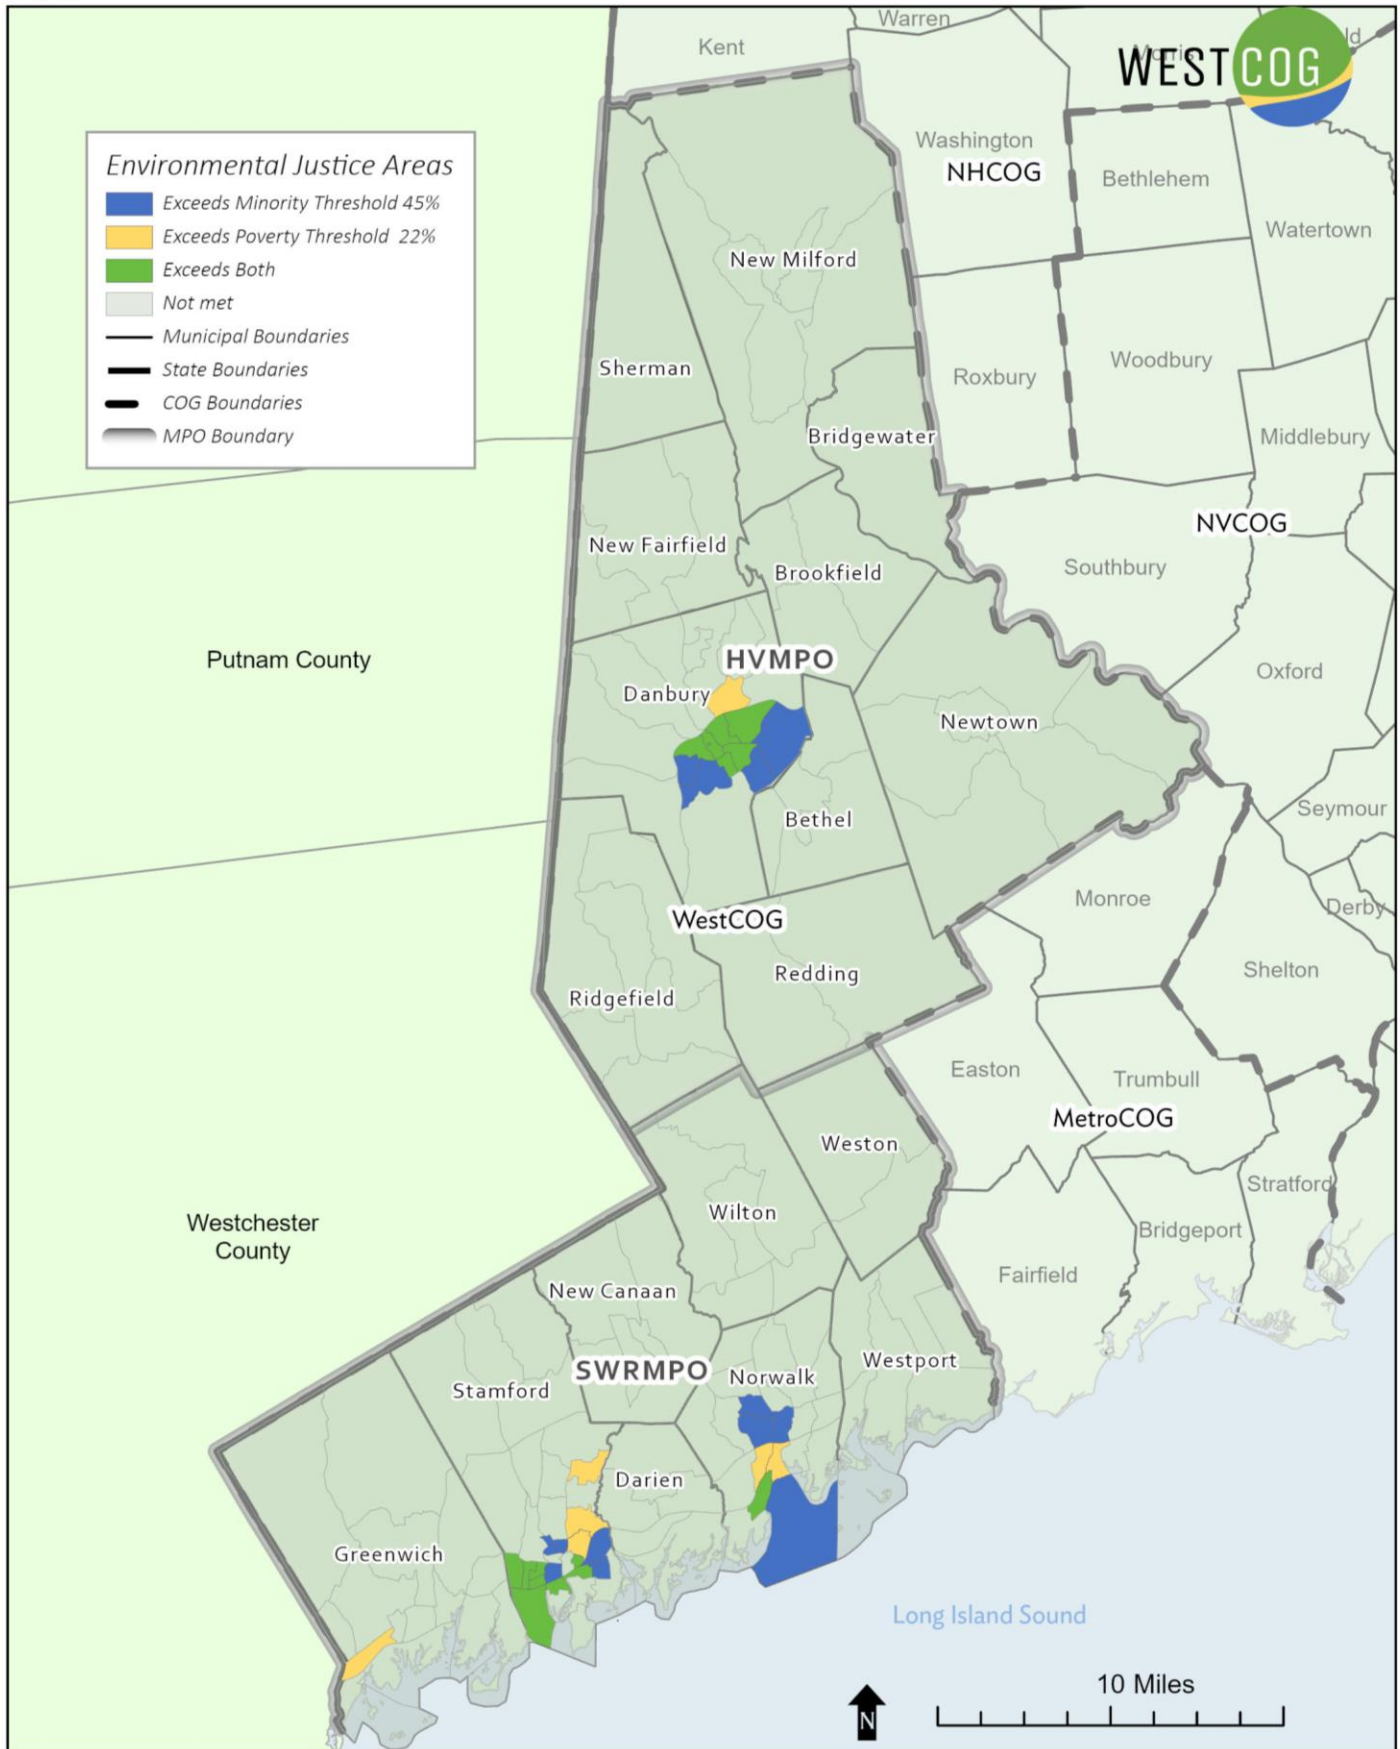 Warren
Kent
ld
Morris
WESTCOG
Washington
NHCOG
Bethlehem
Watertown
Environmental Justice Areas
Exceeds Minority Threshold 45%
Exceeds Poverty Threshold 22%
Exceeds Both
Not met
Municipal Boundaries
State Boundaries
COG Boundaries
MPO Boundary
New Milford
Sherman
Roxbury
Woodbury
Bridgewater
Middlebury
NVCOG
New Fairfield
Brookfield
Southbury
Putnam County
HVMPO
Oxford
Danbury
Newtown
Bethel
Seymour
Monroe
Derby
WestCOG
Redding
Shelton
Ridgefield
Easton
Trumbull
MetroCOG
Weston
Stratford
Wilton
Westchester
County
Bridgeport
New Canaan
Fairfield
SWRMPO
Norwalk
Westport
Stamford
Darien
Greenwich
Long Island Sound
10 Miles
N